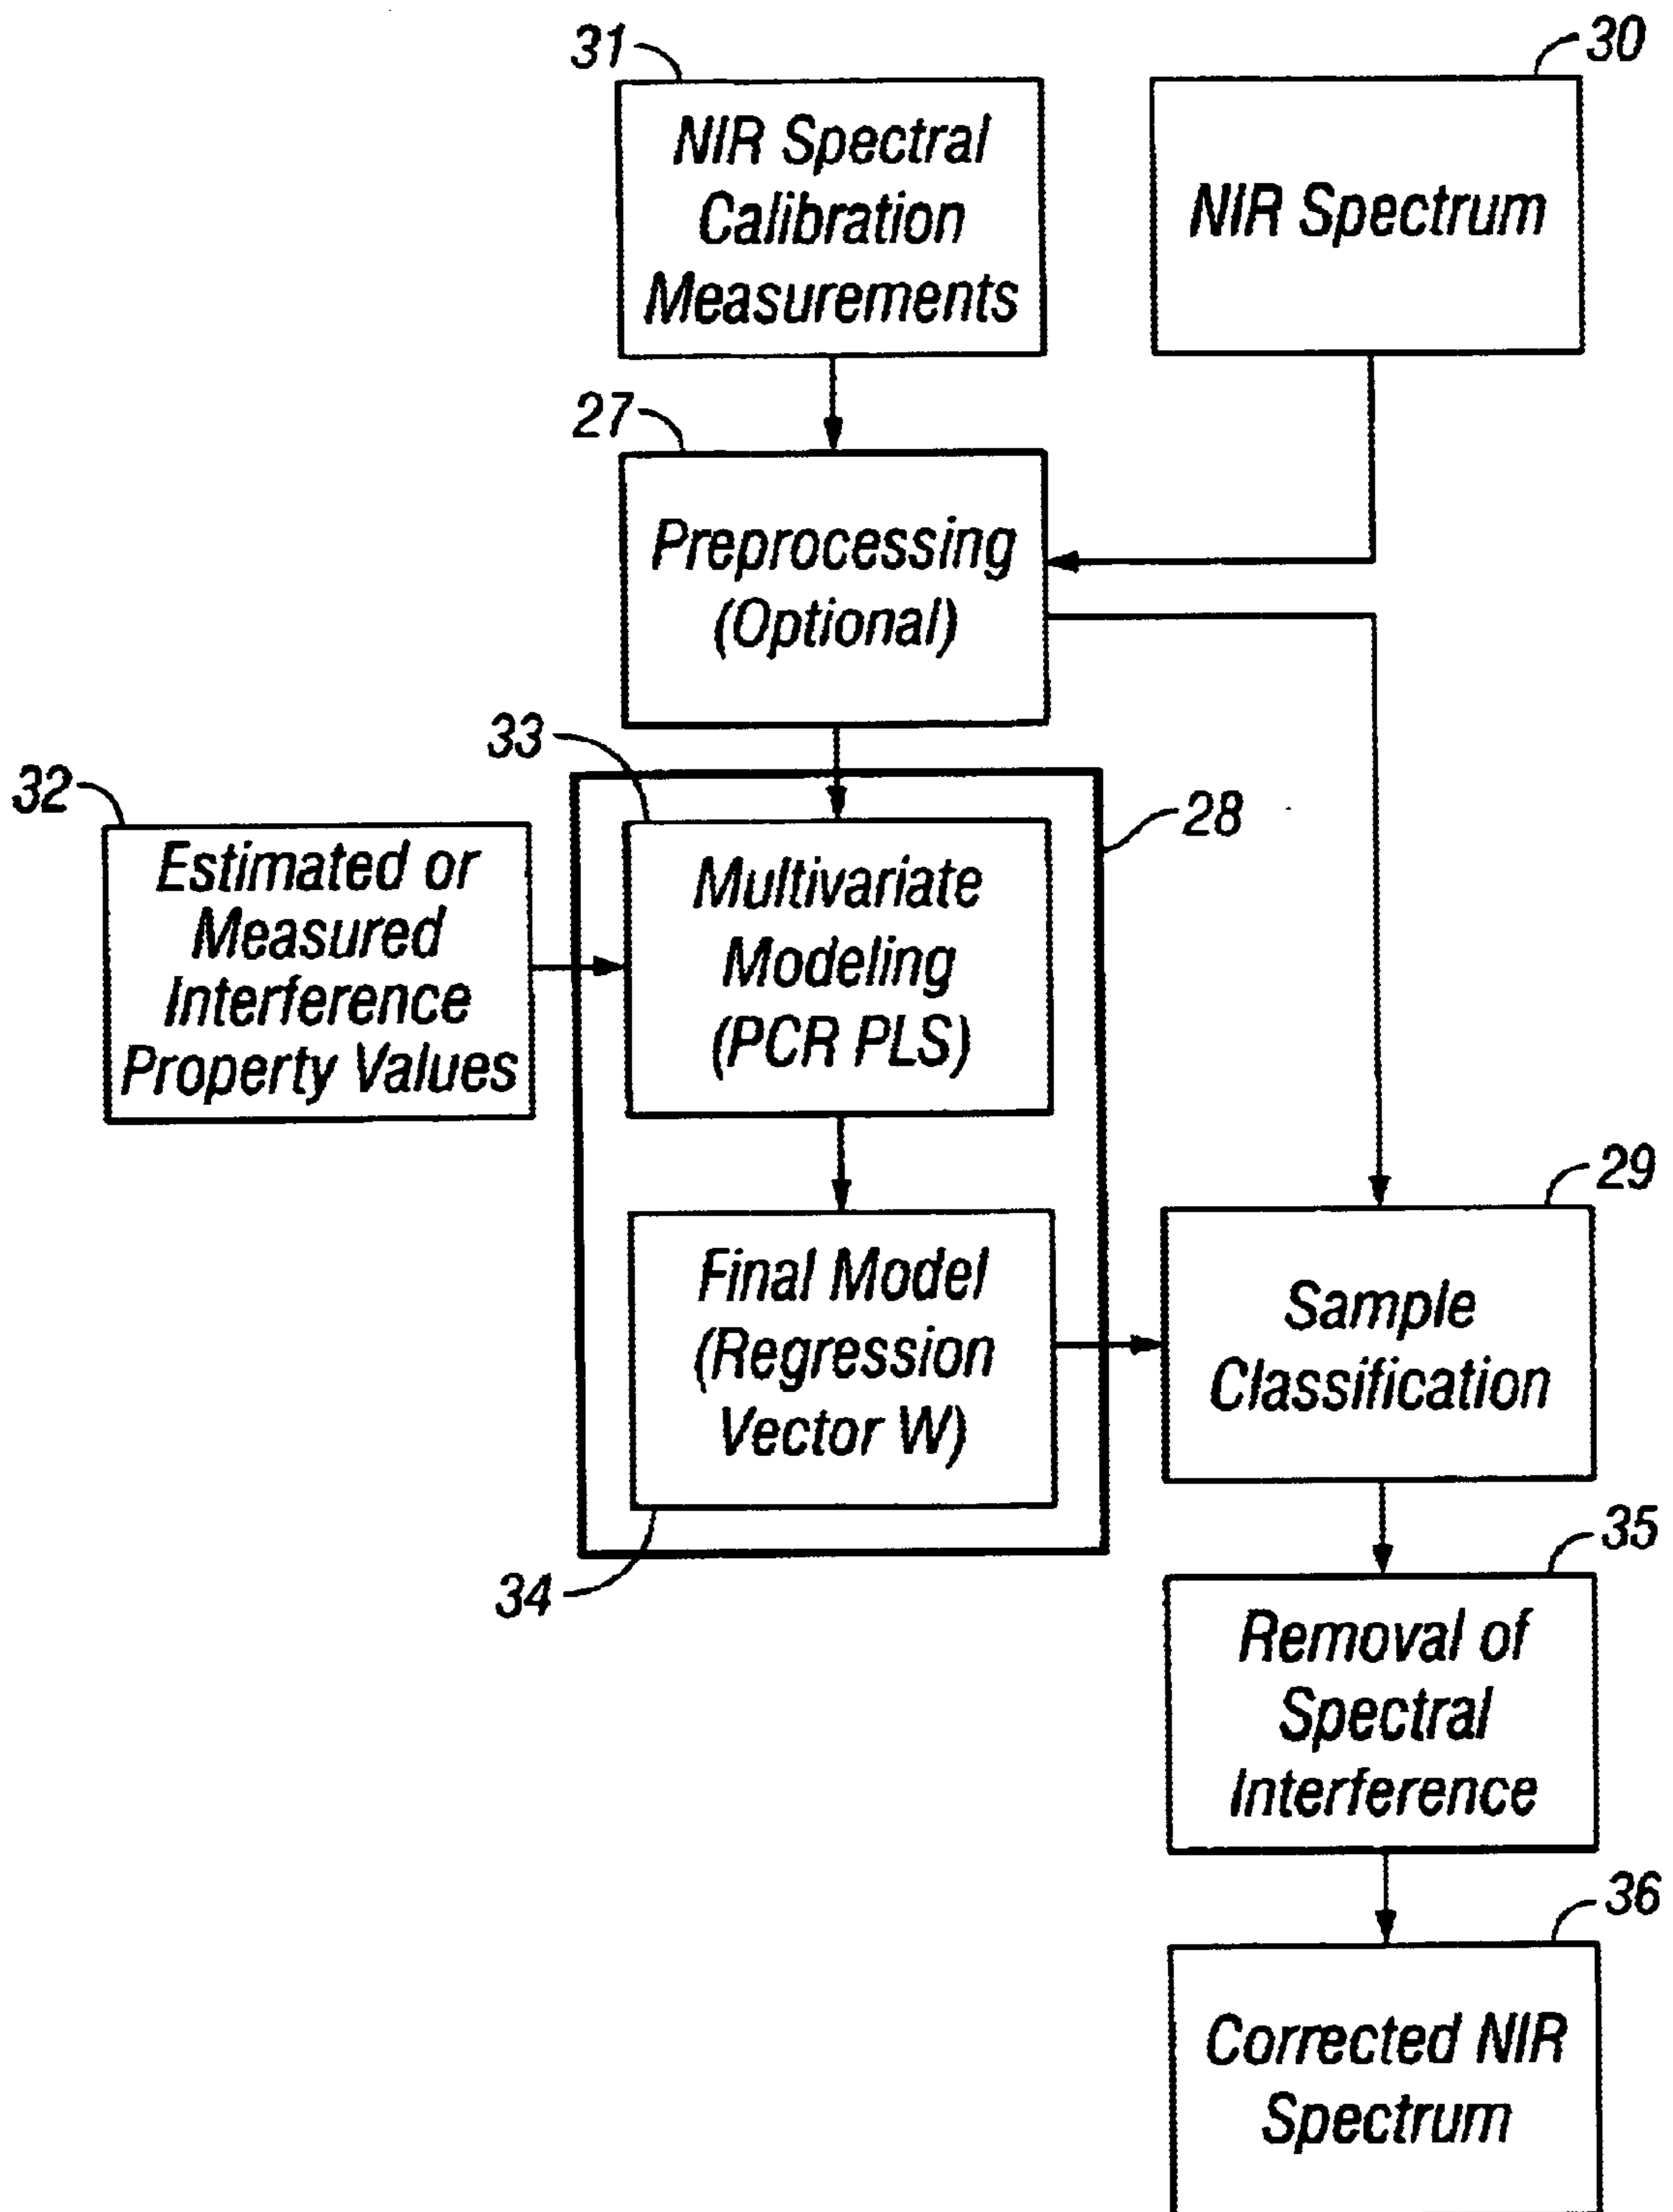 31
30
NIR Spectral
Calibration
Measurements
NIR Spectrum
27
Preprocessing
(Optional)
33
32
28
Estimated or
Measured
Interference
Property Values
Multivariate
Modeling
(PCR PLS)
29
Final Model
(Regression
Vector W)
Sample
Classification
34
35
Removal of
Spectral
Interference
36
Corrected NIR
Spectrum